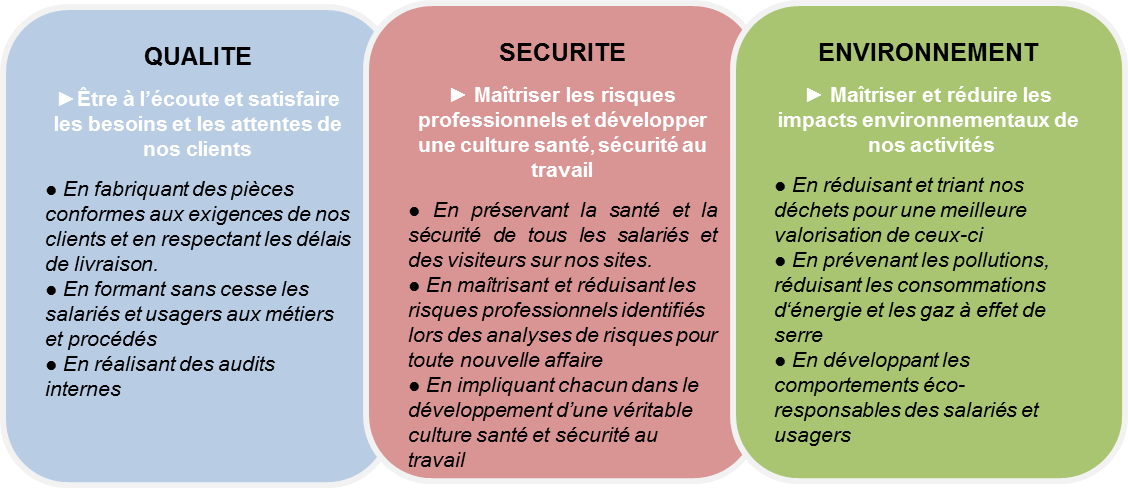 QUALITE
►Être à l’écoute et satisfaire
les besoins et les attentes de
nos clients
● En fabriquant des pièces
conformes aux exigences de nos
clients et en respectant les délais
de livraison.
● En formant sans cesse les
salariés et usagers aux métiers
et procédés
● En réalisant des audits
internes
SECURITE
► Maîtriser les risques
professionnels et développer
une culture santé, sécurité au
travail
● En préservant la santé et la
sécurité de tous les salariés et
des visiteurs sur nos sites.
● En maîtrisant et réduisant les
risques professionnels identifiés
lors des analyses de risques pour
toute nouvelle affaire
● En impliquant chacun dans le
développement d’une véritable
culture santé et sécurité au
travail
ENVIRONNEMENT
► Maîtriser et réduire les
impacts environnementaux de
nos activités
● En réduisant et triant nos
déchets pour une meilleure
valorisation de ceux-ci
● En prévenant les pollutions,
réduisant les consommations
d‘énergie et les gaz à effet de
serre
● En développant les
comportements éco-
responsables des salariés et
usagers